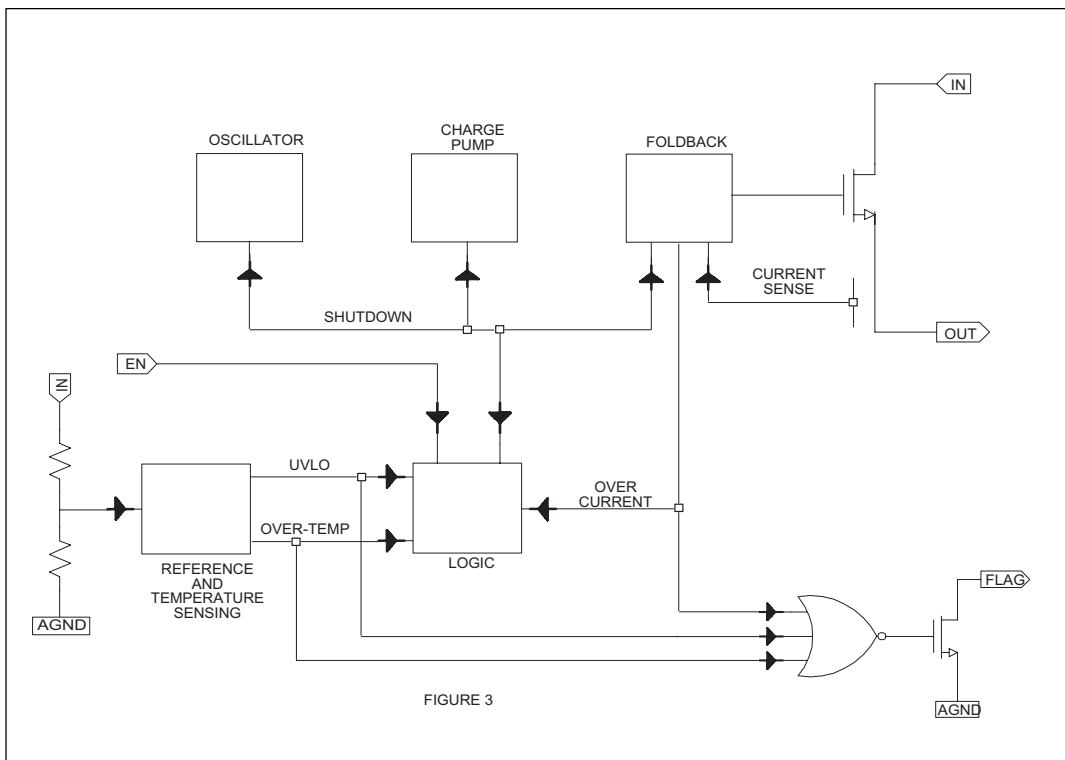 IN
OSCILLATOR
CHARGE
PUMP
FOLDBACK
CURRENT
SENSE
SHUTDOWN
OUT
EN
IN
UVLO
OVER
CURRENT
OVER-TEMP
LOGIC
REFERENCE
AND
TEMPERATURE
SENSING
FLAG
AGND
FIGURE 3
AGND